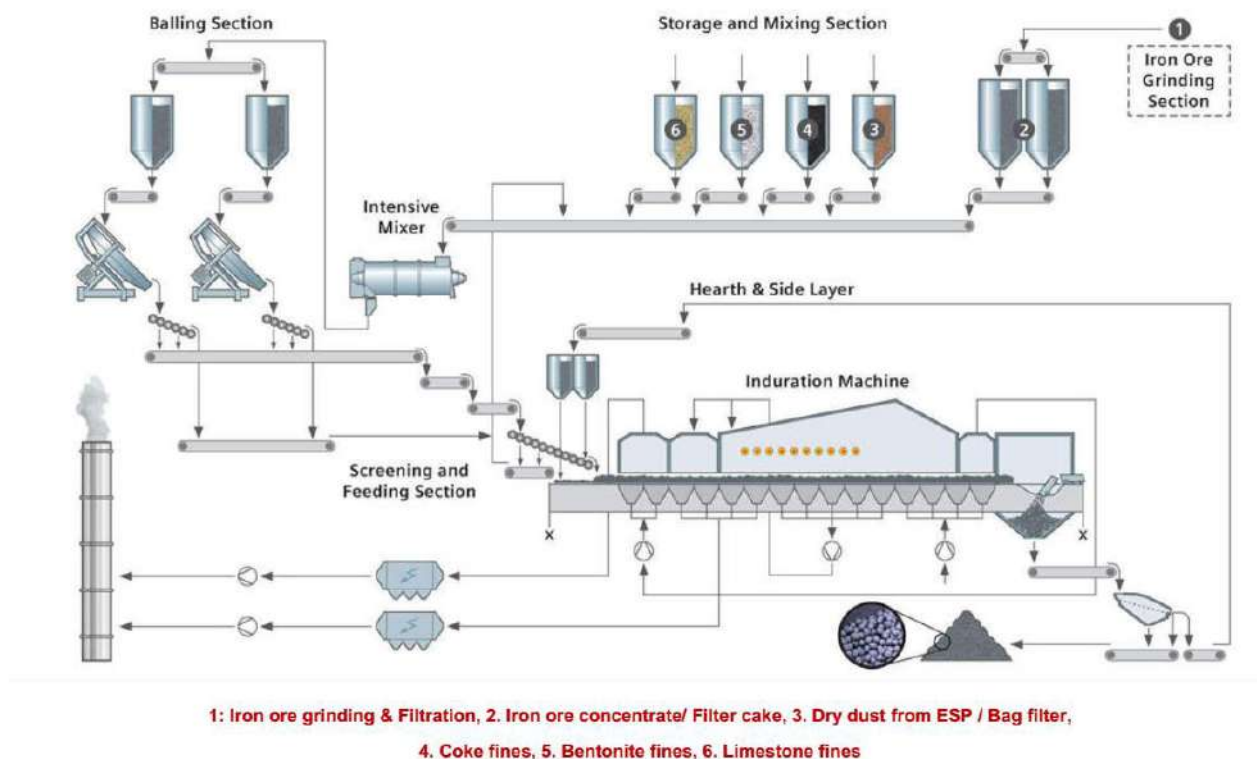 Balling Section
Storage and Mixing Section
1
Iron Ore
Grinding
Section
6
5
4
3
2
Intensive
Mixer
Hearth & Side Layer
Induration Machine
Screening and
Feeding Section
X
X
1: Iron ore grinding & Filtration, 2. Iron ore concentrate/ Filter cake, 3. Dry dust from ESP / Bag filter,
4. Coke fines, 5. Bentonite fines, 6. Limestone fines